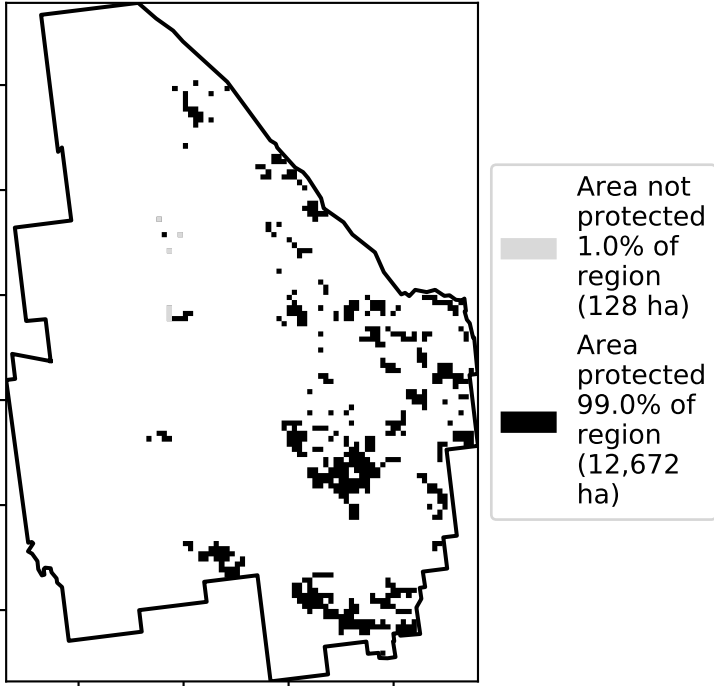 Area not
protected
1.0% of
region
(128 ha)
Area
protected
99.0% of
region
(12,672
ha)